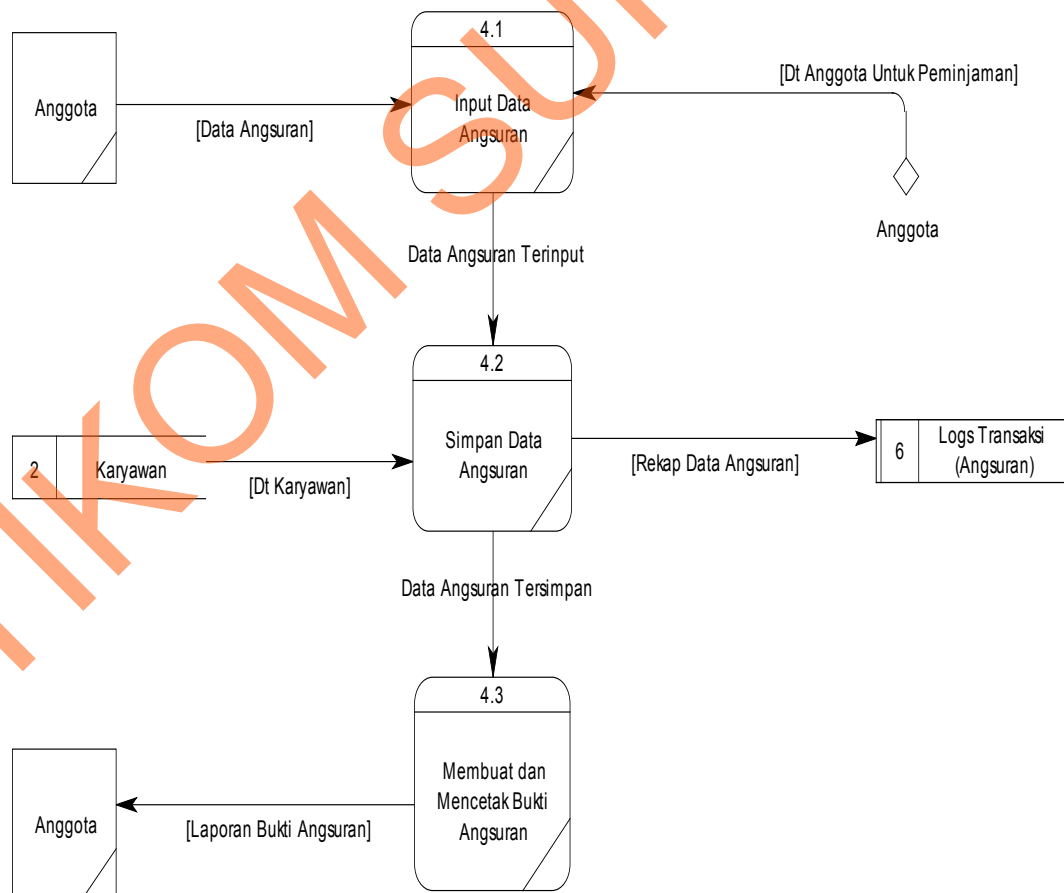 4.1
Anggota
Input Data
Angsuran
[Data Angsuran]
[Dt Anggota Untuk Peminjaman]
Anggota
Data Angsuran Terinput
4.2
2
Karyawan
[Dt Karyawan]
Simpan Data
Angsuran
[Rekap Data Angsuran]
6
Logs Transaksi
(Angsuran)
Data Angsuran Tersimpan
4.3
Membuat dan
Mencetak Bukti
Angsuran
Anggota
[Laporan Bukti Angsuran]
IKOM SU